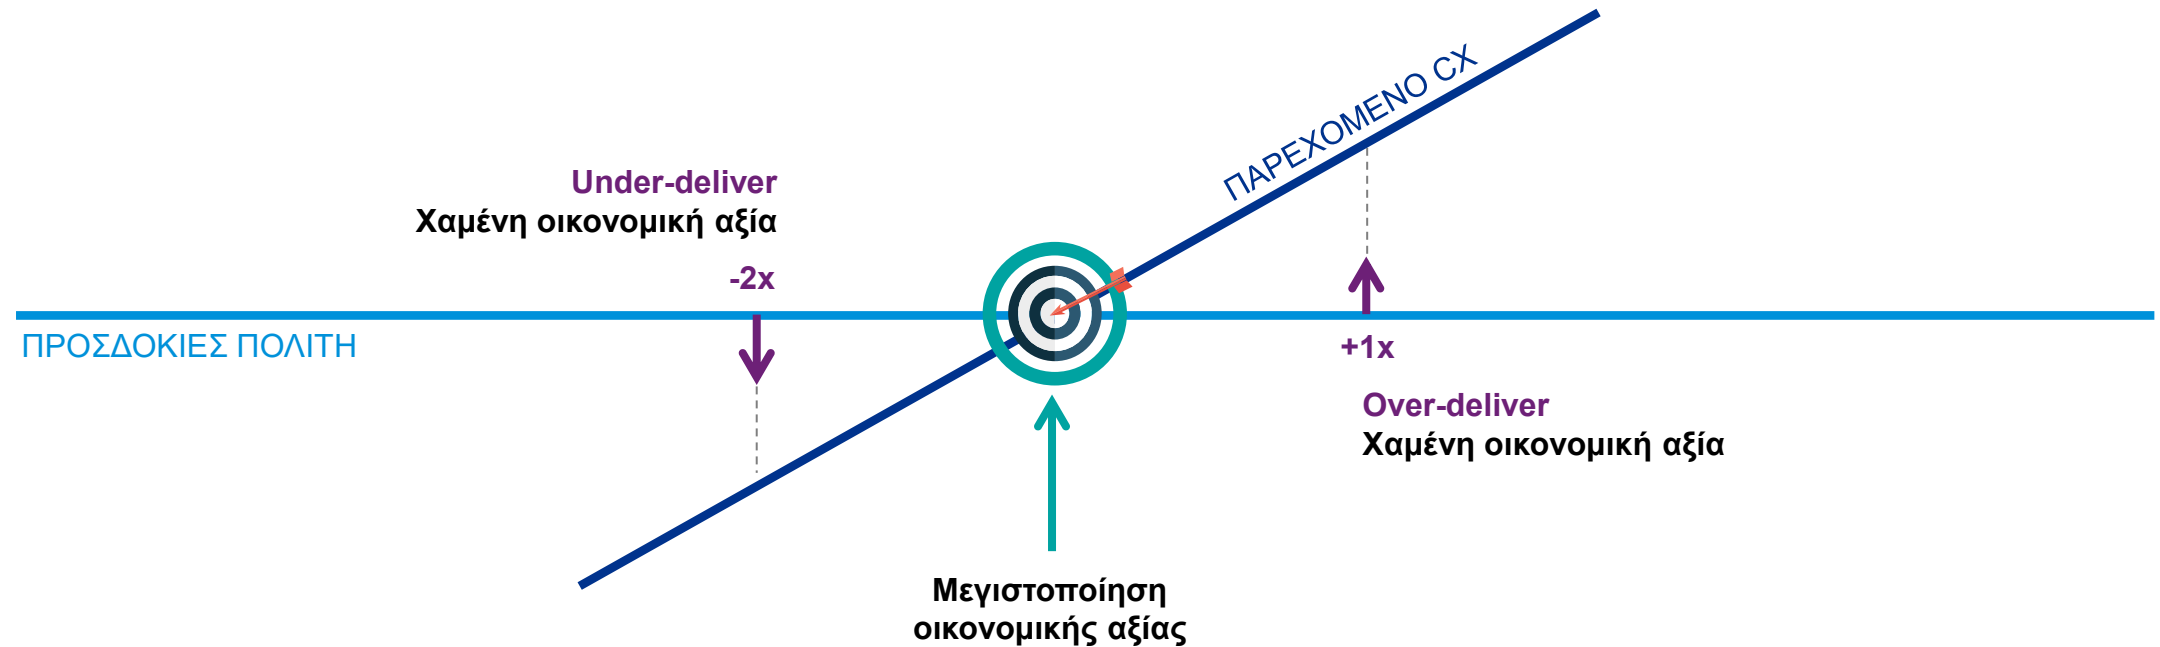 ΠΑΡΕΧΟΜΕΝΟ CX
Under-deliver
Χαμένη οικονομική αξία
-2x
ΠΡΟΣΔΟΚΙΕΣ ΠΟΛΙΤΗ
+1x
Over-deliver
Χαμένη οικονομική αξία
Μεγιστοποίηση
οικονομικής αξίας